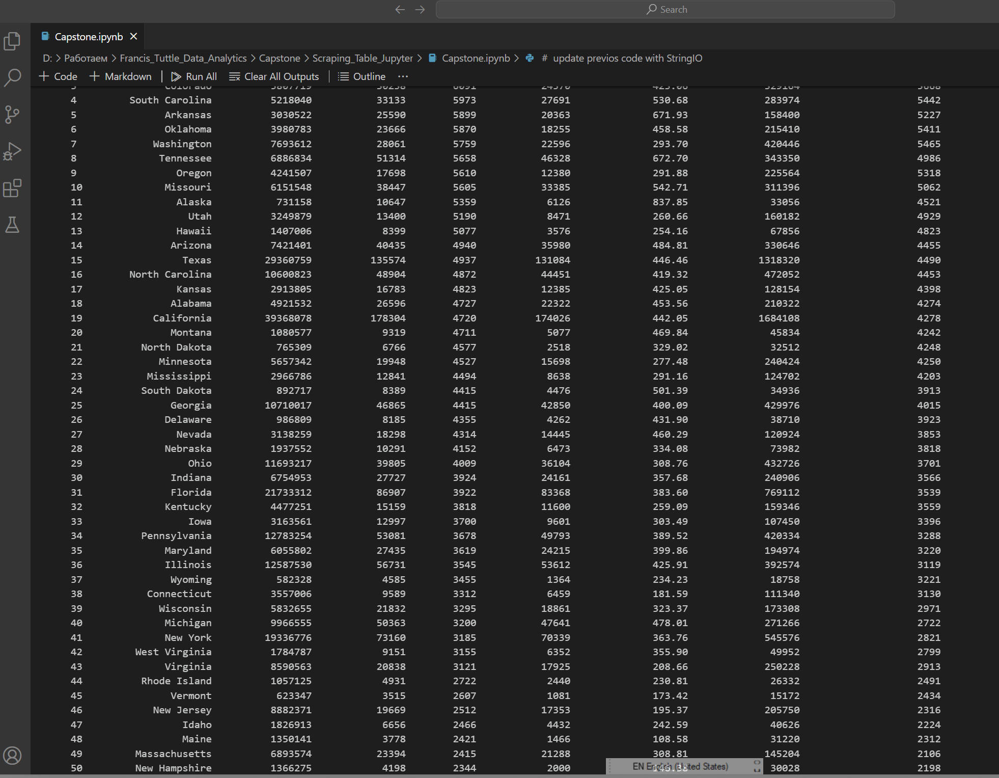 Search
Capstone.ipynb
D: > Работаем > Francis_Tuttle_Data_Analytics > Capstone > Scraping_Table_Jupyter > Capstone.ipynb > # update previos code with StringIO
+ Code + Markdown | Run All Clear All Outputs | Outline ...
3 Colorado 5807719 30258 6091 24570 423.06 329164 5668
4 South Carolina 5218040 33133 5973 27691 530.68 283974 5442
5 Arkansas 3030522 25590 5899 20363 671.93 158400 5227
6 Oklahoma 3980783 23666 5870 18255 458.58 215410 5411
7 Washington 7693612 28061 5759 22596 293.70 420446 5465
8 Tennessee 6886834 51314 5658 46328 672.70 343350 4986
9 Oregon 4241507 17698 5610 12380 291.88 225564 5318
10 Missouri 6151548 38447 5605 33385 542.71 311396 5062
11 Alaska 731158 10647 5359 6126 837.85 33056 4521
12 Utah 3249879 13400 5190 8471 260.66 160182 4929
13 Hawaii 1407006 8399 5077 3576 254.16 67856 4823
14 Arizona 7421401 40435 4940 35980 484.81 330646 4455
15 Texas 29360759 135574 4937 131084 446.46 1318320 4490
16 North Carolina 10600823 48904 4872 44451 419.32 472052 4453
17 Kansas 2913805 16783 4823 12385 425.05 128154 4398
18 Alabama 4921532 26596 4727 22322 453.56 210322 4274
19 California 39368078 178304 4720 174026 442.05 1684108 4278
20 Montana 1080577 9319 4711 5077 469.84 45834 4242
21 North Dakota 765309 6766 4577 2518 329.02 32512 4248
22 Minnesota 5657342 19948 4527 15698 277.48 240424 4250
23 Mississippi 2966786 12841 4494 8638 291.16 124702 4203
24 South Dakota 892717 8389 4415 4476 501.39 34936 3913
25 Georgia 10710017 46865 4415 42850 400.09 429976 4015
26 Delaware 986809 8185 4355 4262 431.90 38710 3923
27 Nevada 3138259 18298 4314 14445 460.29 120924 3853
28 Nebraska 1937552 10291 4152 6473 334.08 73982 3818
29 Ohio 11693217 39805 4009 36104 308.76 432726 3701
30 Indiana 6754953 27727 3924 24161 357.68 240906 3566
31 Florida 21733312 86907 3922 83368 383.60 769112 3539
32 Kentucky 4477251 15159 3818 11600 259.09 159346 3559
33 Iowa 3163561 12997 3700 9601 303.49 107450 3396
34 Pennsylvania 12783254 53081 3678 49793 389.52 420334 3288
35 Maryland 6055802 27435 3619 24215 399.86 194974 3220
36 Illinois 12587530 56731 3545 53612 425.91 392574 3119
37 Wyoming 582328 4585 3455 1364 234.23 18758 3221
38 Connecticut 3557006 9589 3312 6459 181.59 111340 3130
39 Wisconsin 5832655 21832 3295 18861 323.37 173308 2971
40 Michigan 9966555 50363 3200 47641 478.01 271266 2722
41 New York 19336776 73160 3185 70339 363.76 545576 2821
42 West Virginia 1784787 9151 3155 6352 355.90 49952 2799
43 Virginia 8590563 20838 3121 17925 208.66 250228 2913
44 Rhode Island 1057125 4931 2722 2440 230.81 26332 2491
45 Vermont 623347 3515 2607 1081 173.42 15172 2434
46 New Jersey 8882371 19669 2512 17353 195.37 205750 2316
47 Idaho 1826913 6656 2466 4432 242.59 40626 2224
48 Maine 1350141 3778 2421 1466 108.58 31220 2312
49 Massachusetts 6893574 23394 2415 21288 308.81 145204 2106
50 New Hampshire 1366275 4198 2344 2000 146.38 30028 2198
EN English (United States)